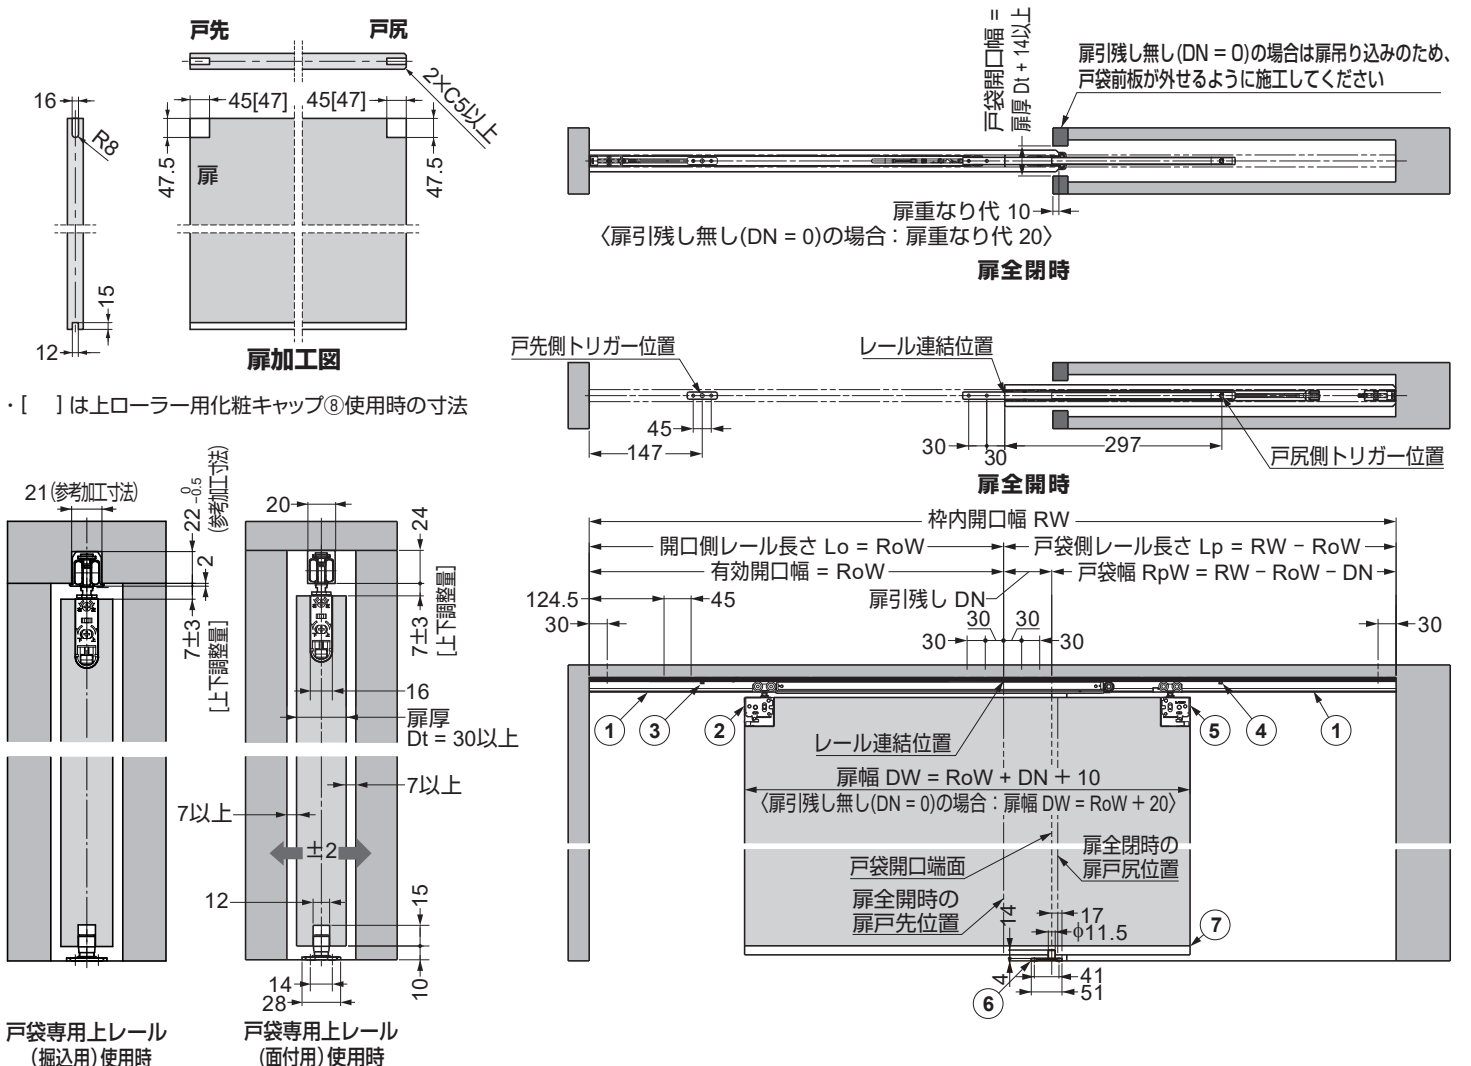 戸先
戸尻
2×C5以上
16
R8
45[47]
45[47]
47.5
47.5
扉
15
12
扉加工図
・[　]は上ローラー用化粧キャップ⑧使用時の寸法
戸袋開口幅 =
扉厚 Dt + 14以上
扉引残し無し(DN = 0)の場合は扉吊り込みのため、
戸袋前板が外せるように施工してください
扉重なり代 10
〈扉引残し無し(DN = 0)の場合：扉重なり代 20〉
扉全閉時
戸先側トリガー位置
レール連結位置
45
147
30
30
297
戸尻側トリガー位置
扉全開時
21(参考加工寸法)
22 0 -0.5
(参考加工寸法)
2
7±3
[上下調整量]
戸袋専用上レール
(掘込用)使用時
20
24
7±3
[上下調整量]
16
扉厚
Dt = 30以上
7以上
7以上
±2
12
15
14
28
10
戸袋専用上レール
(面付用)使用時
枠内開口幅 RW
開口側レール長さ Lo = RoW
戸袋側レール長さ Lp = RW − RoW
有効開口幅 = RoW
戸袋幅 RpW = RW − RoW − DN
124.5
45
扉引残し DN
30
30
30
30
30
30
①
③
②
⑤
④
①
レール連結位置
扉幅 DW = RoW + DN + 10
〈扉引残し無し(DN = 0)の場合：扉幅 DW = RoW + 20〉
戸袋開口端面
扉全閉時の
扉戸尻位置
扉全開時の
扉戸先位置
14
17
φ11.5
⑦
4
41
51
⑥